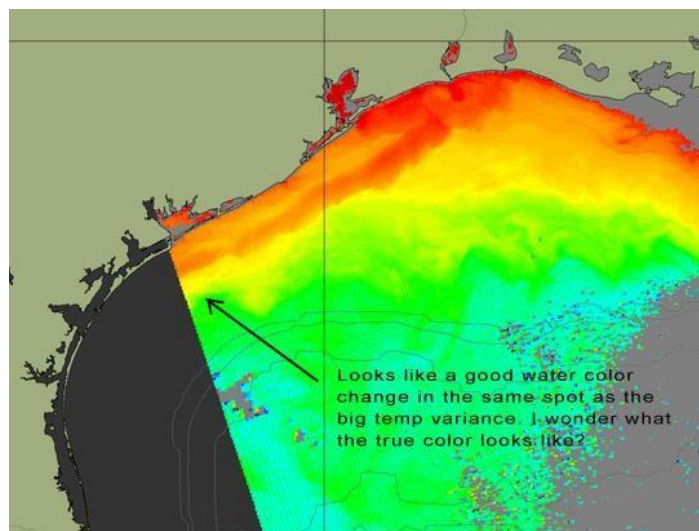 Looks like a good water color
change in the same spot as the
big temp variance. I wonder what
the true color looks like?